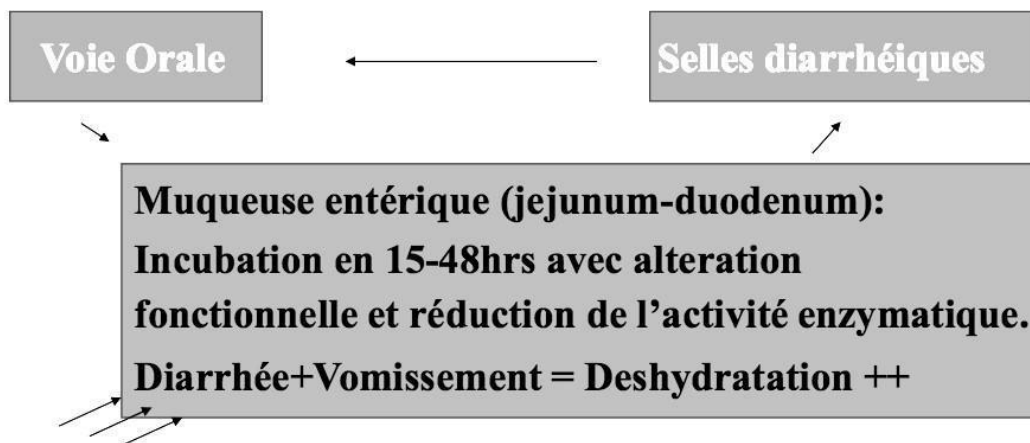 Voie Orale
Selles diarrhéiques
Muqueuse entérique (jejunum-duodenum):
Incubation en 15-48hrs avec alteration
fonctionnelle et réduction de l'activité enzymatique.
Diarrhée+Vomissement = Deshydratation ++